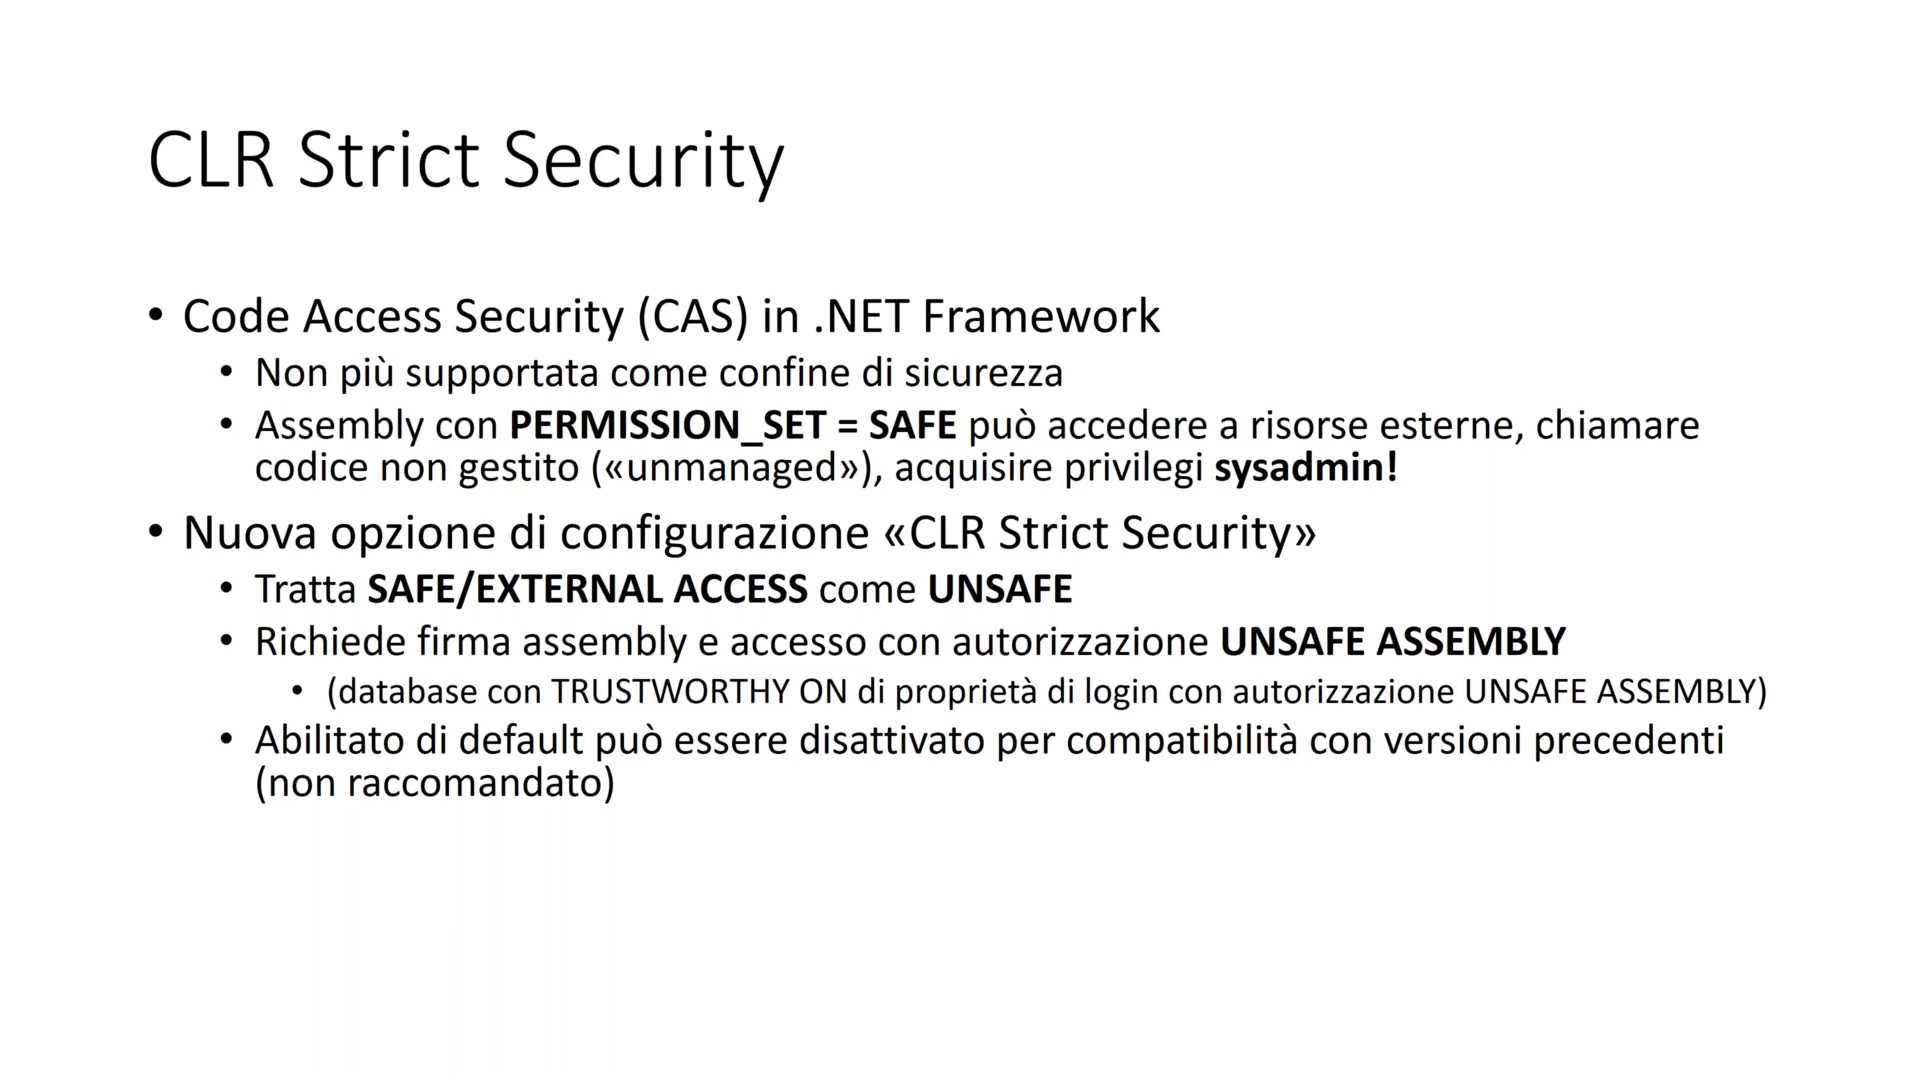 CLR Strict Security
• Code Access Security (CAS) in .NET Framework
• Non più supportata come confine di sicurezza
• Assembly con PERMISSION_SET = SAFE può accedere a risorse esterne, chiamare
codice non gestito («unmanaged»), acquisire privilegi sysadmin!
• Nuova opzione di configurazione «CLR Strict Security»
• Tratta SAFE/EXTERNAL ACCESS come UNSAFE
• Richiede firma assembly e accesso con autorizzazione UNSAFE ASSEMBLY
• (database con TRUSTWORTHY ON di proprietà di login con autorizzazione UNSAFE ASSEMBLY)
• Abilitato di default può essere disattivato per compatibilità con versioni precedenti
(non raccomandato)